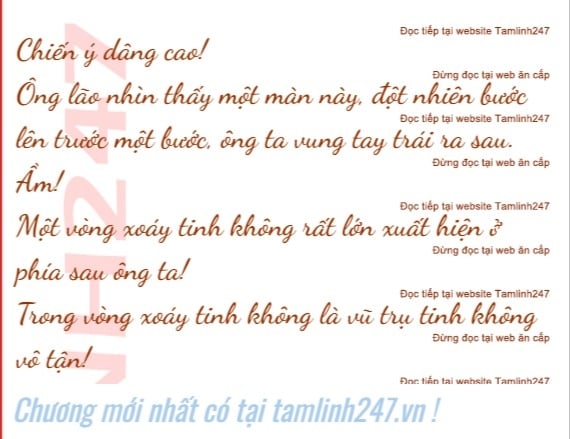 Đọc tiếp tại website Tamlinh247
Chiến ý dâng cao!
Đừng đọc tại web ăn cắp
Ông lão nhìn thấy một màn này, đột nhiên bước
Đọc tiếp tại website Tamlinh247
lên trước một bước, ông ta vung tay trái ra sau.
Đừng đọc tại web ăn cắp
Ầm!
Đọc tiếp tại website Tamlinh247
Một vòng xoáy tinh không rất lớn xuất hiện ở
Đừng đọc tại web ăn cắp
phía sau ông ta!
Đọc tiếp tại website Tamlinh247
Trong vòng xoáy tinh không là vũ trụ tinh không
Đừng đọc tại web ăn cắp
vô tận!
Đọc tiếp tại website Tamlinh247
NH247
Chương mới nhất có tại tamlinh247.vn !